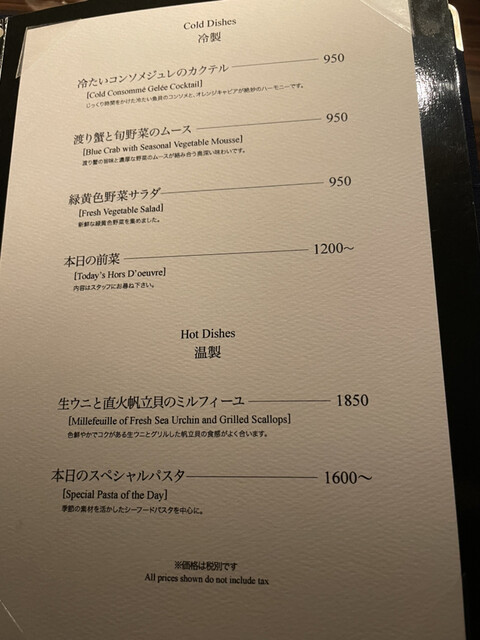 Cold Dishes
冷製
冷たいコンソメジュレのカクテル 950
[Cold Consommé Gelée Cocktail]
じっくり時間をかけた冷たい魚貝のコンソメと、オレンジキャビアが絶妙のハーモニーです。
渡り蟹と旬野菜のムース 950
[Blue Crab with Seasonal Vegetable Mousse]
渡り蟹の旨味と濃厚な野菜のムースが絡み合う奥深い味わいです。
緑黄色野菜サラダ 950
[Fresh Vegetable Salad]
新鮮な緑黄色野菜を集めました。
本日の前菜 1200～
[Today's Hors D'oeuvre]
内容はスタッフにお尋ね下さい。
Hot Dishes
温製
生ウニと直火帆立貝のミルフィーユ 1850
[Millefeuille of Fresh Sea Urchin and Grilled Scallops]
色鮮やかでコクがある生ウニとグリルした帆立貝の食感がよく合います。
本日のスペシャルパスタ 1600～
[Special Pasta of the Day]
季節の素材を活かしたシーフードパスタを中心に。
※価格は税別です
All prices shown do not include tax